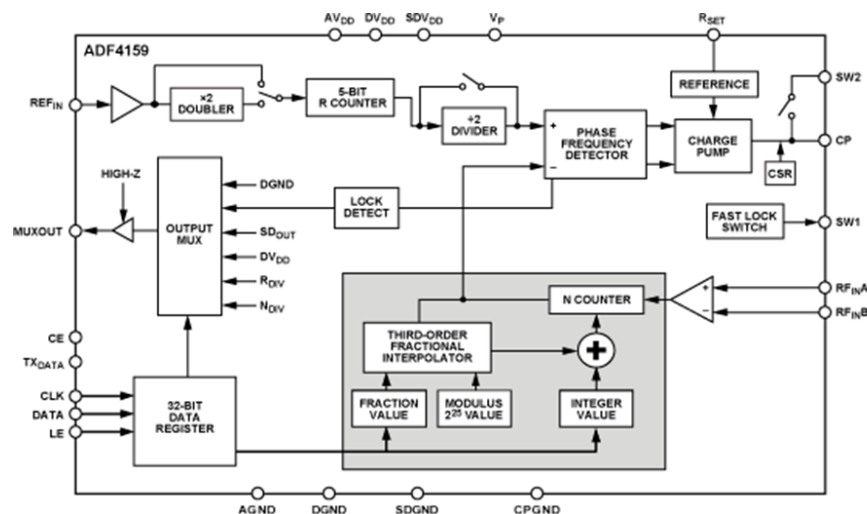 AVDD DVDD SDVDD VP RSET
ADF4159
REFIN
×2
DOUBLER
5-BIT
R COUNTER
÷2
DIVIDER
+
−
PHASE
FREQUENCY
DETECTOR
REFERENCE
CHARGE
PUMP
SW2
CP
CSR
HIGH-Z
MUXOUT
OUTPUT
MUX
DGND
LOCK
DETECT
SDOUT
DVDD
RDIV
NDIV
FAST LOCK
SWITCH
SW1
N COUNTER
+
−
RFINA
RFINB
THIRD-ORDER
FRACTIONAL
INTERPOLATOR
+
CE
TXDATA
CLK
DATA
LE
32-BIT
DATA
REGISTER
FRACTION
VALUE
MODULUS
2²⁵ VALUE
INTEGER
VALUE
AGND DGND SDGND CPGND